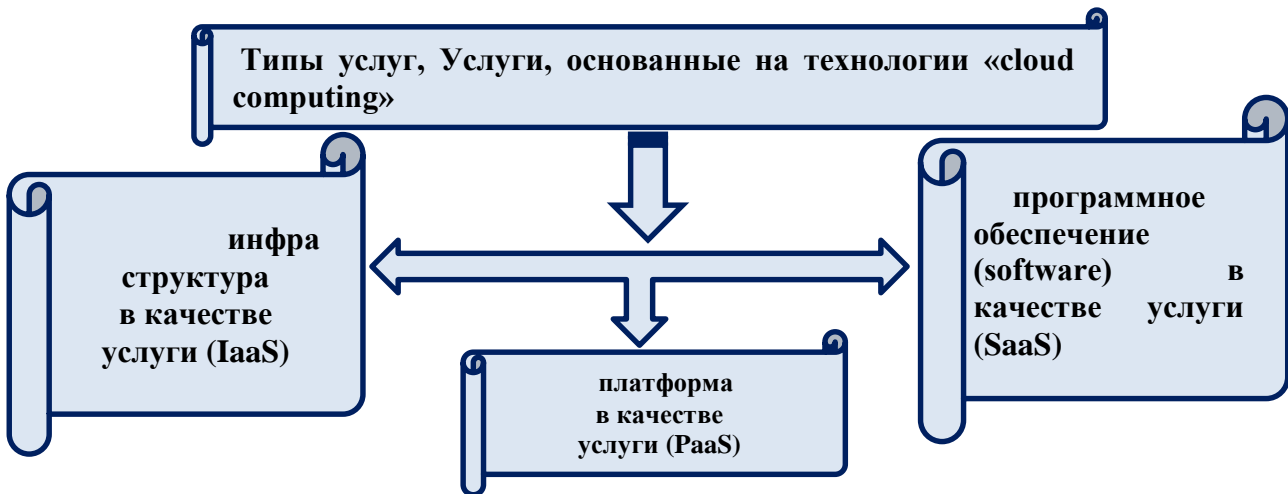 Типы услуг, Услуги, основанные на технологии «cloud
computing»
инфра
структура
в качестве
услуги (IaaS)
платформа
в качестве
услуги (PaaS)
программное
обеспечение
(software) в
качестве услуги
(SaaS)